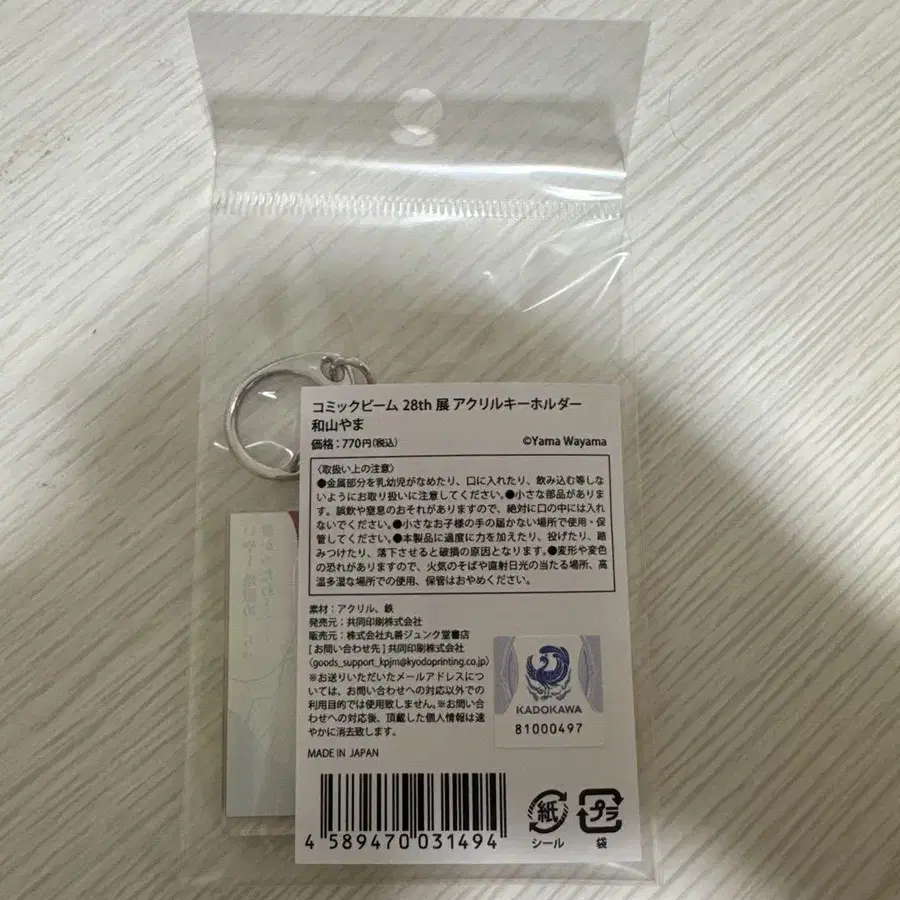 コミックビーム 28th 展 アクリルキーホルダー
和山やま
価格：770円(税込)
©Yama Wayama
〈取扱い上の注意〉
●金属部分を乳幼児がなめたり、口に入れたり、飲み込む等しな
いようにお取り扱いに注意してください。●小さな部品がありま
す。誤飲や窒息のおそれがありますので、絶対に口の中には入れ
ないでください。●小さなお子様の手の届かない場所で使用・保
管してください。●本製品に過度に力を加えたり、投げたり、踏
みつけたり、落下させると破損の原因となります。●変形や変色
の恐れがありますので、火気のそばや直射日光の当たる場所、高
温多湿な場所での使用、保管はおやめください。
素材：アクリル、鉄
発売元：共同印刷株式会社
販売元：株式会社丸善ジュンク堂書店
[ お問い合わせ先 ] 共同印刷株式会社
〈goods_support_kpjm@kyodoprinting.co.jp〉
※お送りいただいたメールアドレスにつ
いては、お問い合わせへの対応以外での
利用目的では使用致しません。※お問い合
わせへの対応後、頂戴した個人情報は速
やかに消去致します。
MADE IN JAPAN
KADOKAWA
81000497
4 589470 031494
紙
シール
プラ
袋